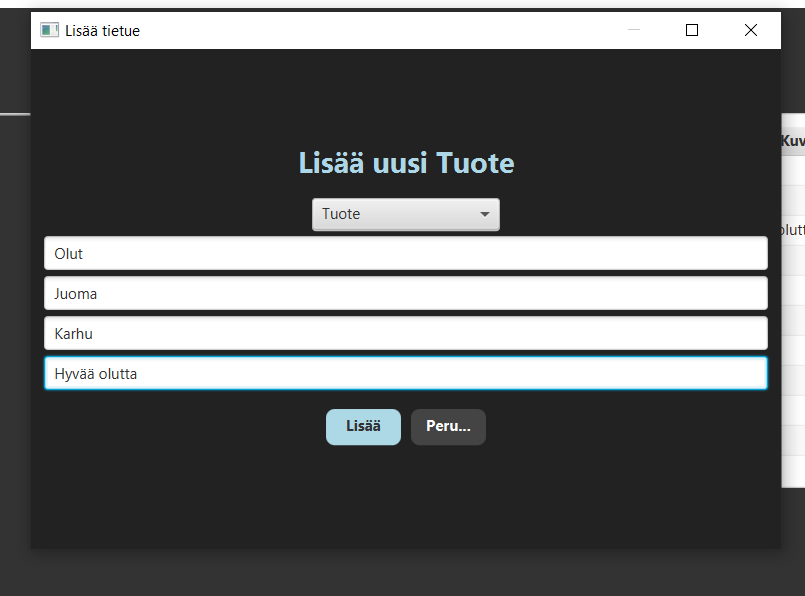 Lisää tietue
Kuv
Lisää uusi Tuote
Tuote
olutt
Olut
Juoma
Karhu
Hyvää olutta
Lisää
Peru...